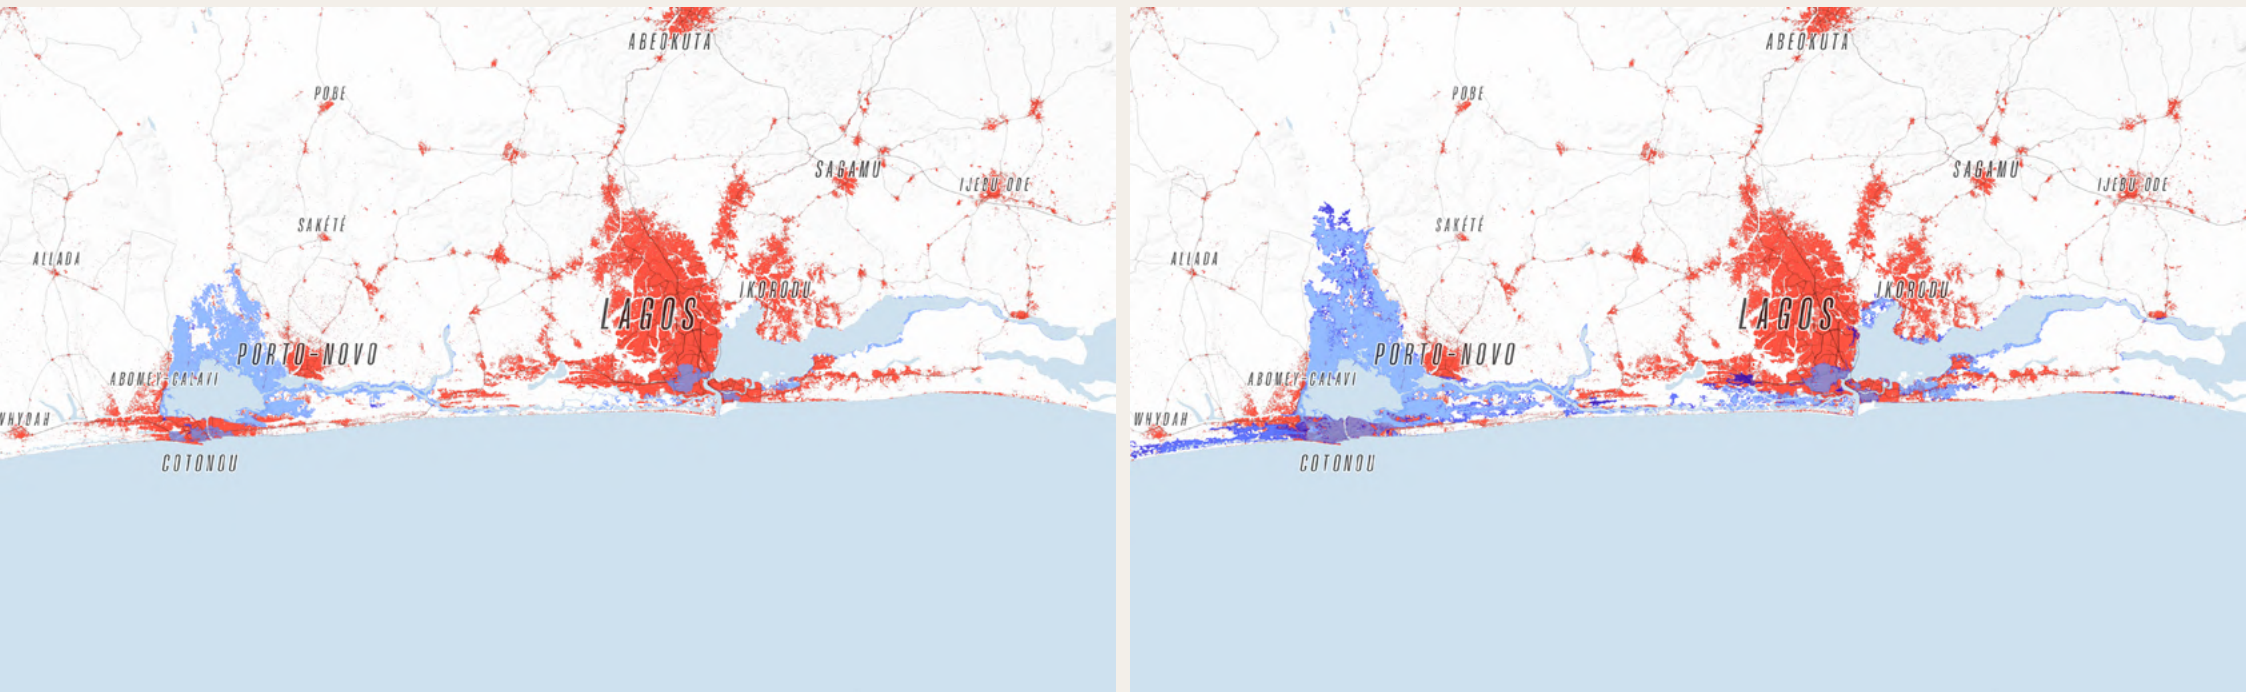 ABEOKUTA
POBE
SAGAMU
IJEBU ODE
SAKÉTÉ
ALLADA
IKORODU
LAGOS
PORTO-NOVO
ABOMEY-CALAVI
WHYDAH
COTONOU
ABEOKUTA
POBE
SAGAMU
IJEBU ODE
SAKÉTÉ
ALLADA
IKORODU
LAGOS
PORTO-NOVO
ABOMEY-CALAVI
WHYDAH
COTONOU